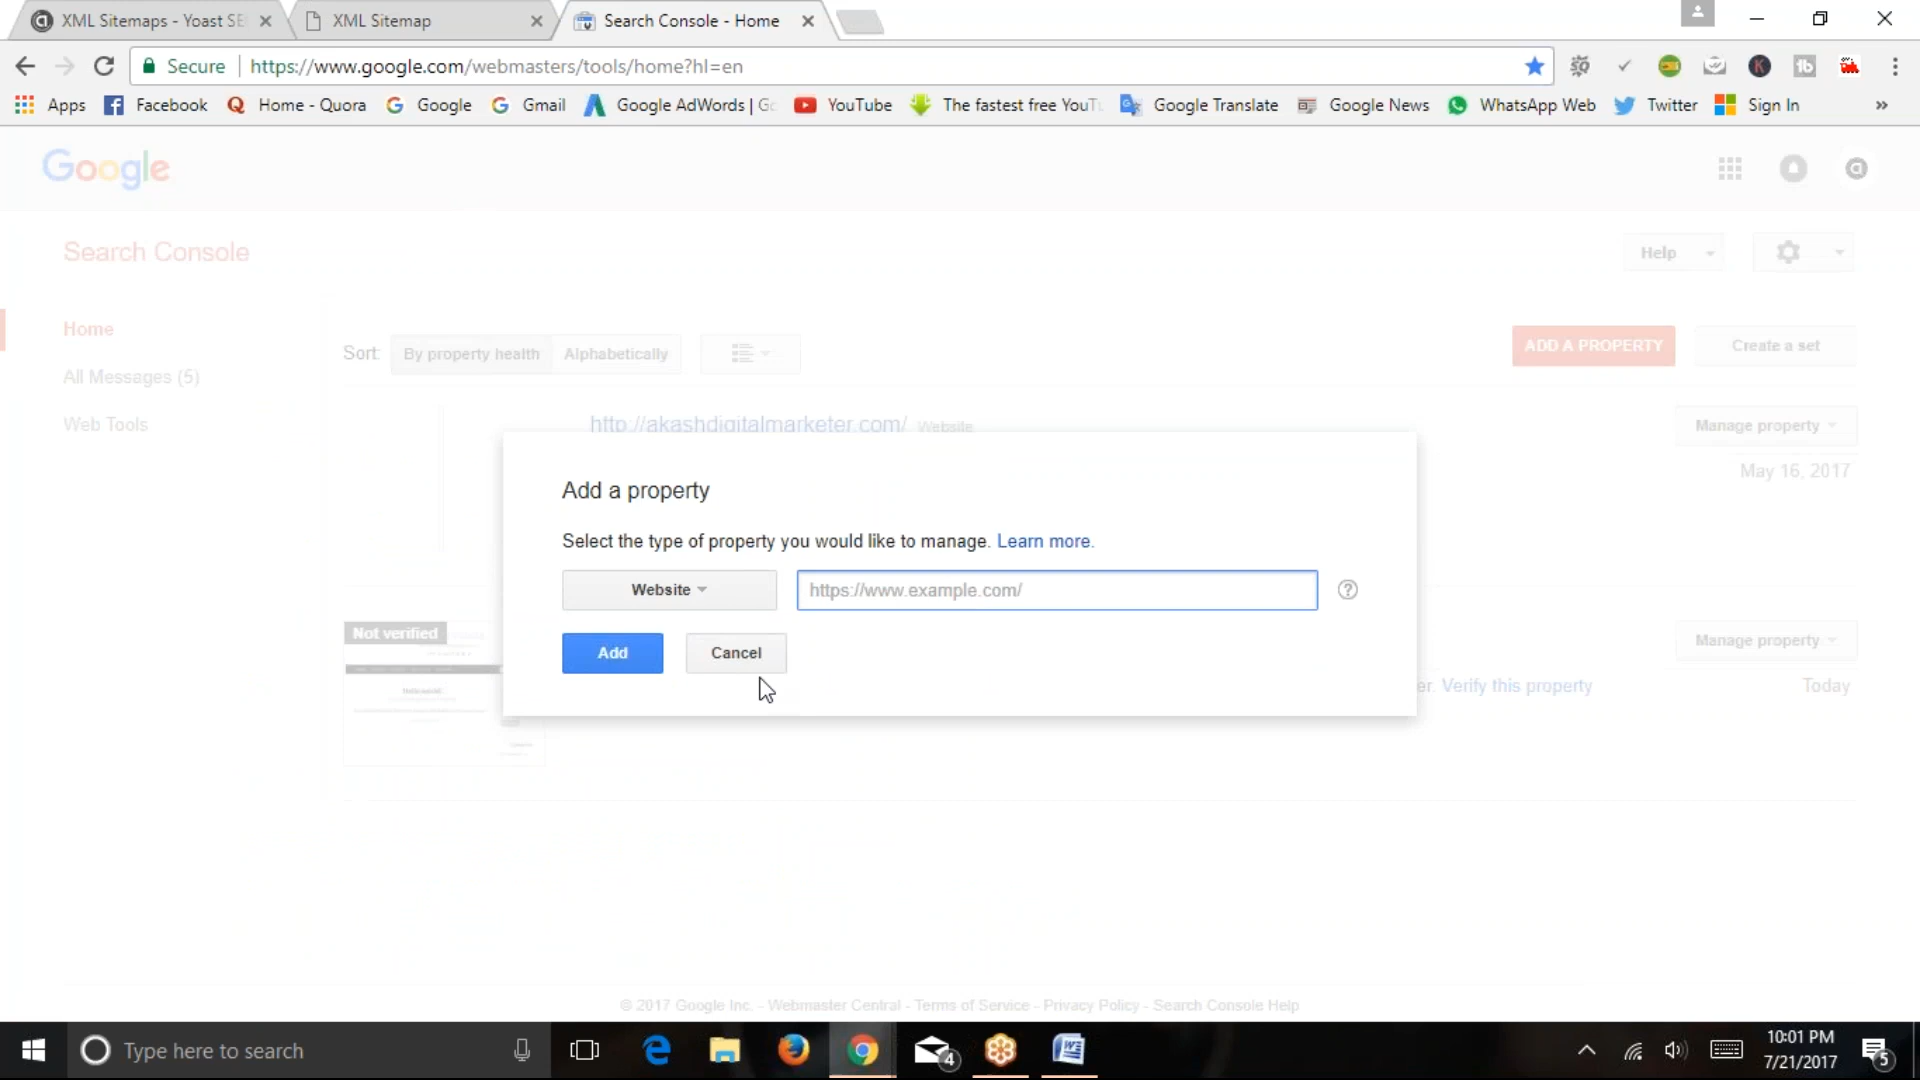 XML Sitemaps - Yoast SE
XML Sitemap
Search Console - Home
Secure
https://www.google.com/webmasters/tools/home?hl=en
Apps
Facebook
Home - Quora
Google
Gmail
Google AdWords | Go
YouTube
The fastest free YouT
Google Translate
Google News
WhatsApp Web
Twitter
Sign In
Google
Search Console
Help
Home
All Messages (5)
Web Tools
Sort:
By property health
Alphabetically
ADD A PROPERTY
Create a set
http://akashdigitalmarketer.com/ Website
Manage property
May 16, 2017
Add a property
Select the type of property you would like to manage. Learn more.
Website
https://www.example.com/
Add
Cancel
Not verified
Manage property
er. Verify this property
Today
© 2017 Google Inc. - Webmaster Central - Terms of Service - Privacy Policy - Search Console Help
Type here to search
4
10:01 PM
7/21/2017
5